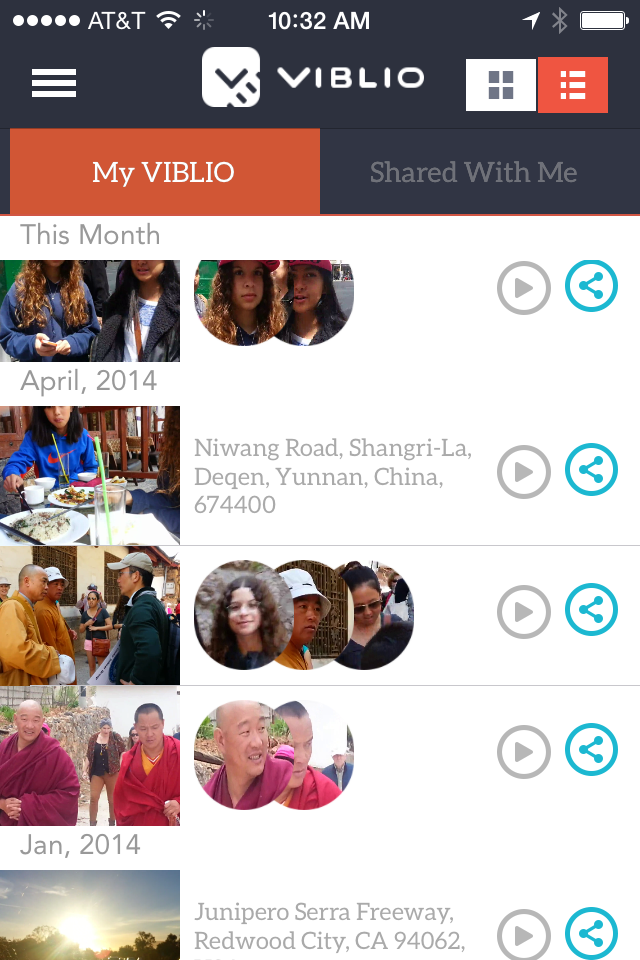 AT&T 10:32 AM
VIBLIO
My VIBLIO Shared With Me
This Month
April, 2014
Niwang Road, Shangri-La,
Deqen, Yunnan, China,
674400
Jan, 2014
Junipero Serra Freeway,
Redwood City, CA 94062,